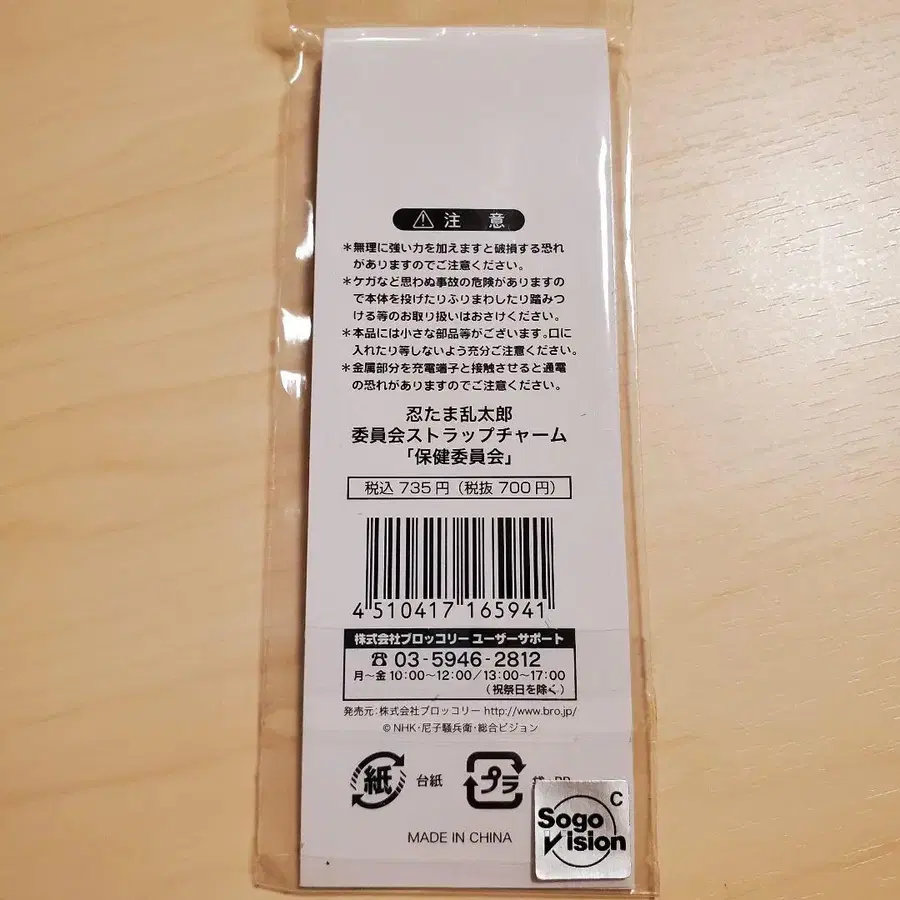 ⚠ 注 意
*無理に強い力を加えますと破損する恐れ
がありますのでご注意ください。
*ケガなど思わぬ事故の危険がありますの
で本体を投げたりふりまわしたり踏みつ
ける等のお取り扱いはおさけください。
*本品には小さな部品等がございます。口に
入れたり等しないよう充分ご注意ください。
*金属部分を充電端子と接触させると通電
の恐れがありますのでご注意ください。
忍たま乱太郎
委員会ストラップチャーム
「保健委員会」
税込 735円（税抜 700円）
4 510417 165941
株式会社ブロッコリー ユーザーサポート
☎ 03-5946-2812
月〜金 10:00〜12:00/13:00〜17:00
（祝祭日を除く）
発売元:株式会社ブロッコリー http://www.bro.jp/
© NHK・尼子騒兵衛・総合ビジョン
紙 台紙 プラ
MADE IN CHINA
C
Sogo
Vision